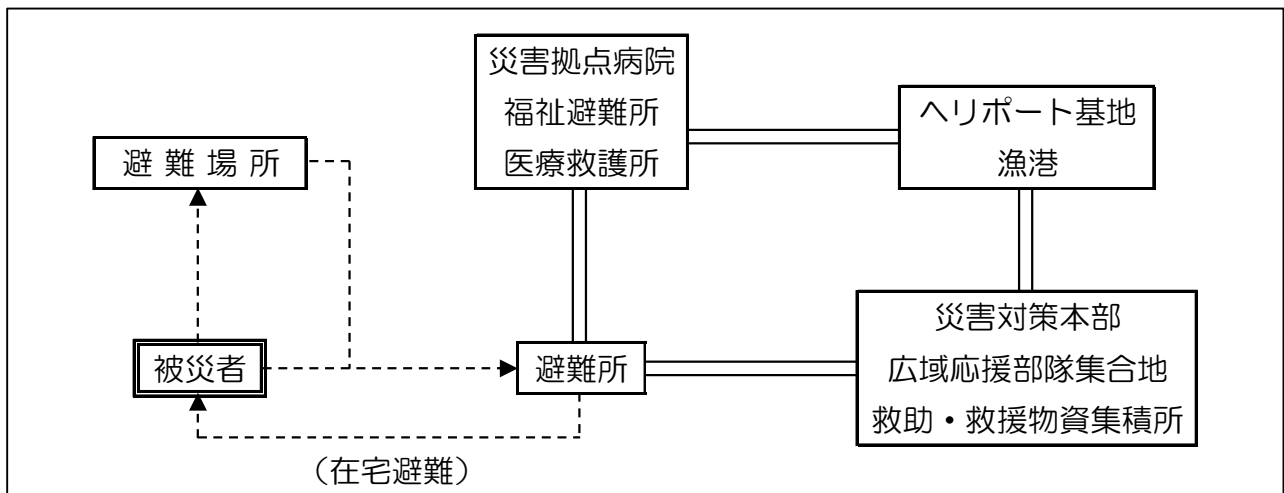 災害拠点病院
福祉避難所
医療救護所
ヘリポート基地
漁港
避難場所
被災者
避難所
災害対策本部
広域応援部隊集合地
救助・救援物資集積所
（在宅避難）